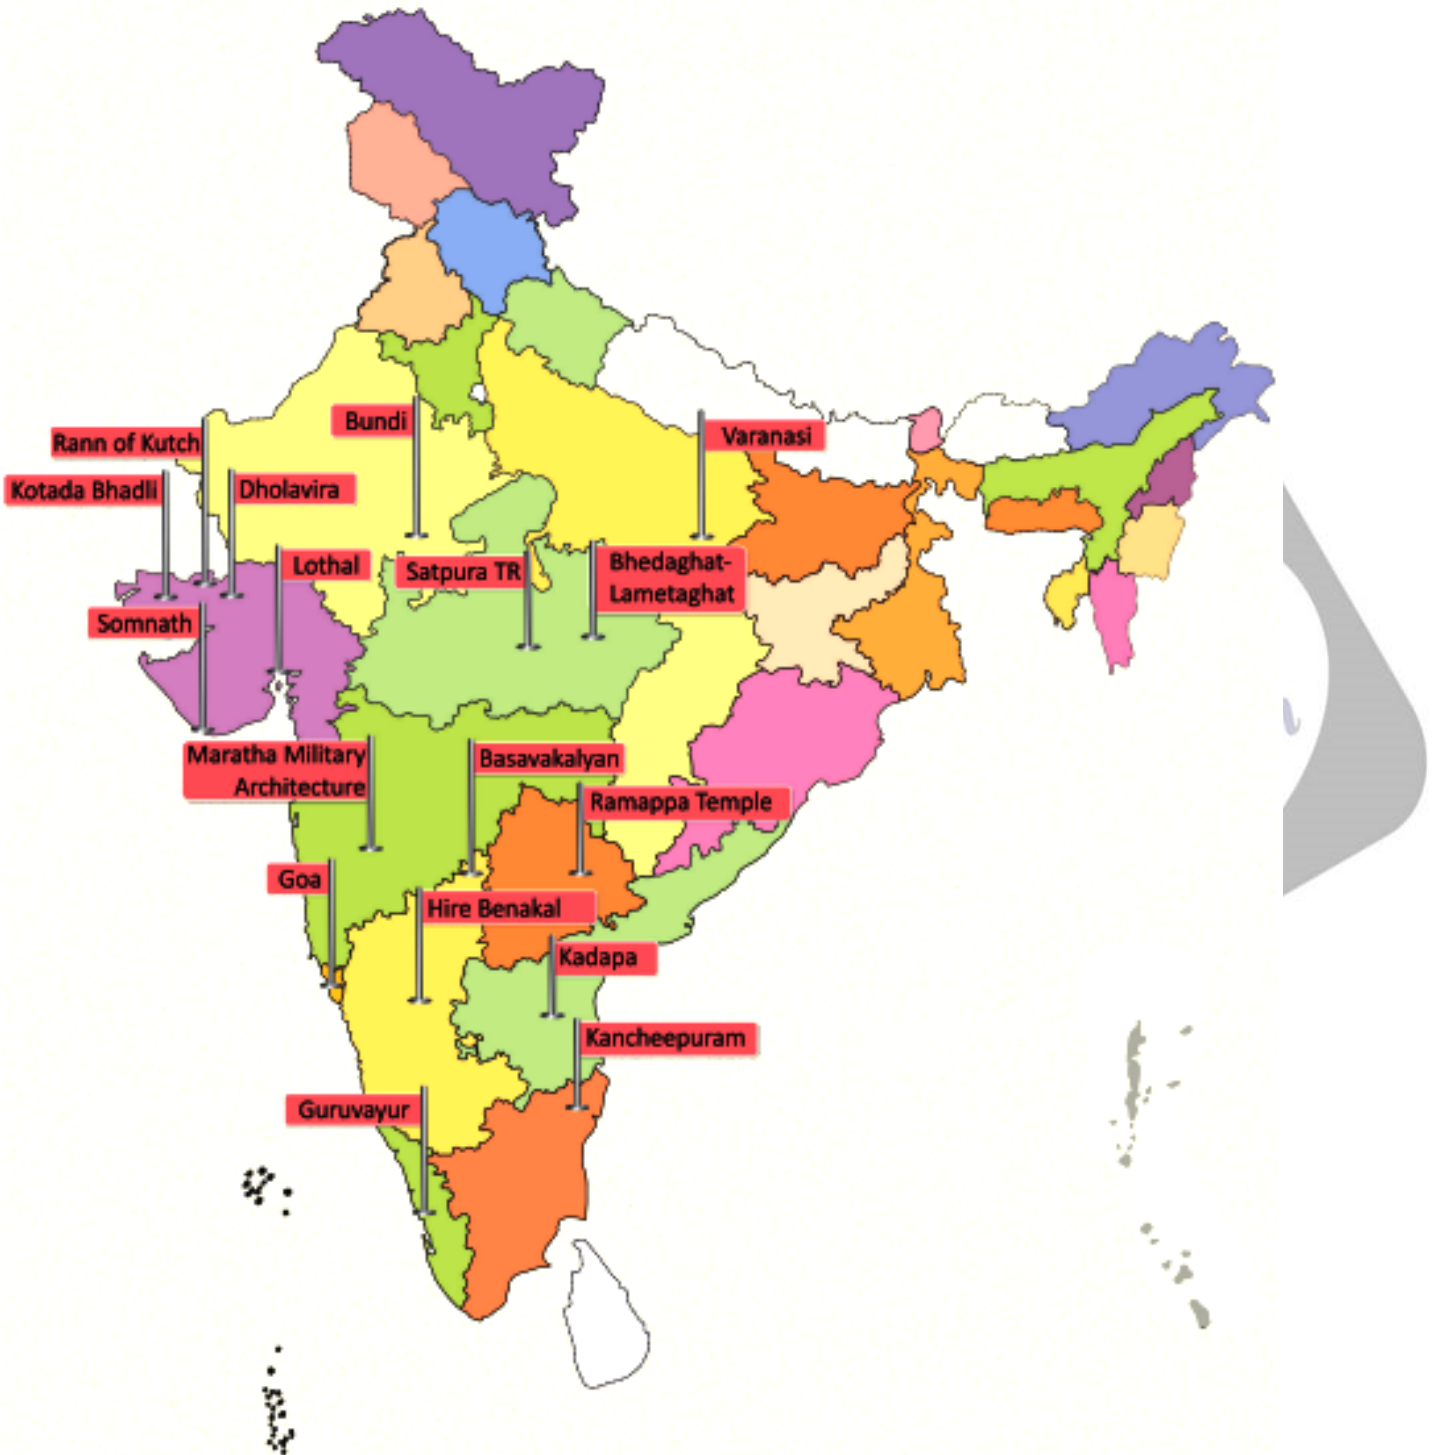 Bundi
Varanasi
Rann of Kutch
Kotada Bhadli
Dholavira
Lothal
Satpura TR
Bhedaghat-
Lametaghat
Somnath
Maratha Military
Architecture
Basavakalyan
Ramappa Temple
Goa
Hire Benakal
Kadapa
Kancheepuram
Guruvayur